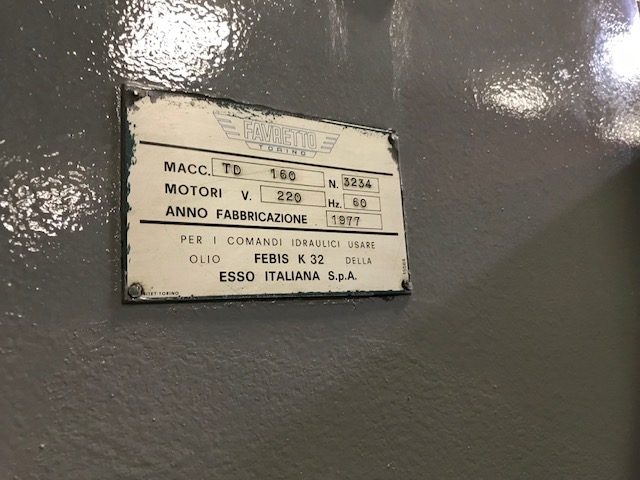 FAVRETTO
TORINO
MACC. TD 160 N. 3234
MOTORI V. 220 Hz. 60
ANNO FABBRICAZIONE 1977
PER I COMANDI IDRAULICI USARE
OLIO FEBIS K 32 DELLA
ESSO ITALIANA S.p.A.